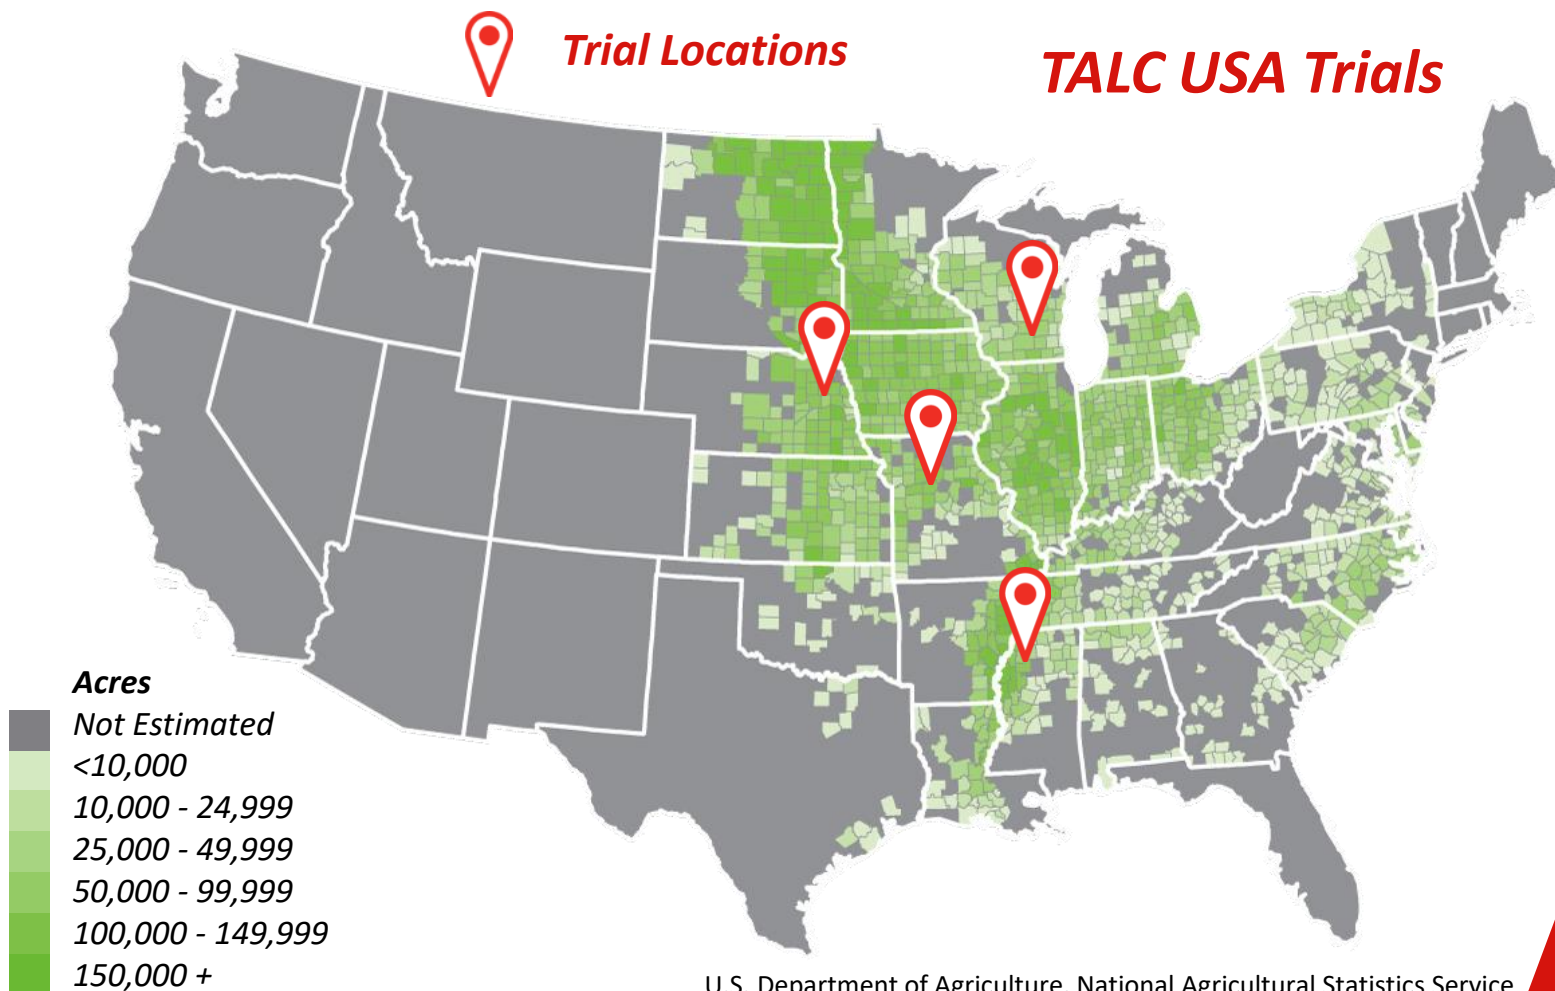 Trial Locations
TALC USA Trials
Acres
Not Estimated
<10,000
10,000 - 24,999
25,000 - 49,999
50,000 - 99,999
100,000 - 149,999
150,000 +
U.S. Department of Agriculture, National Agricultural Statistics Service